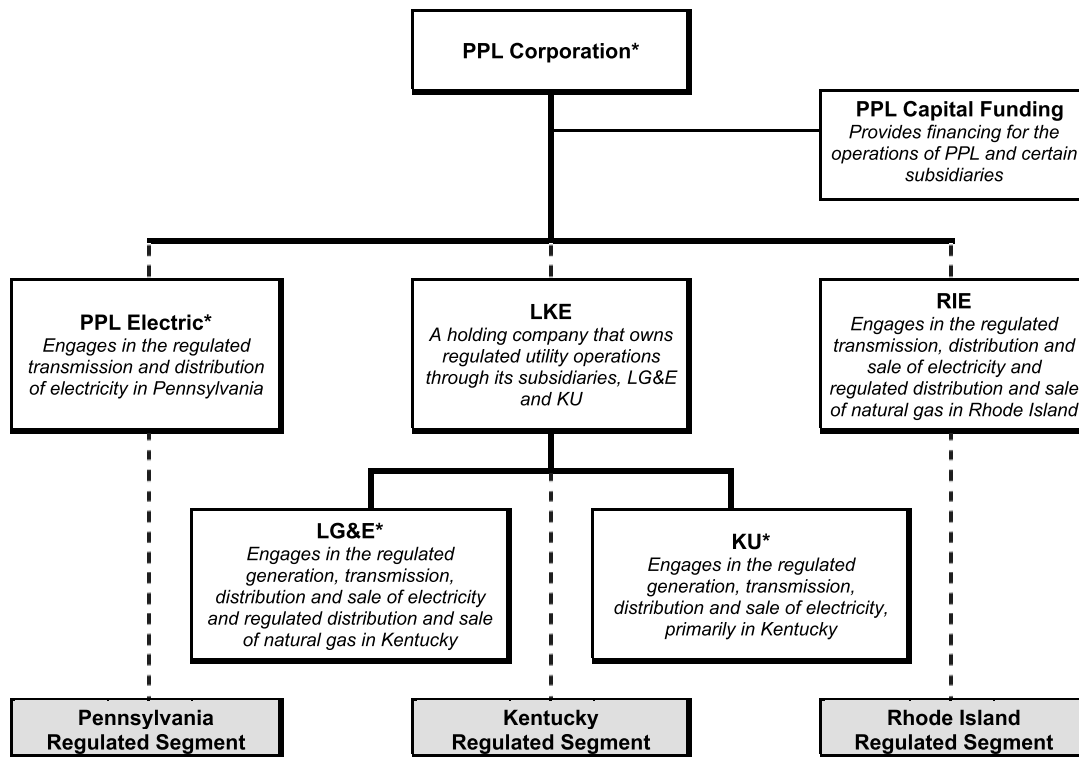 PPL Corporation*
PPL Capital Funding
Provides financing for the
operations of PPL and certain
subsidiaries
PPL Electric*
Engages in the regulated
transmission and distribution
of electricity in Pennsylvania
LKE
A holding company that owns
regulated utility operations
through its subsidiaries, LG&E
and KU
RIE
Engages in the regulated
transmission, distribution and
sale of electricity and
regulated distribution and sale
of natural gas in Rhode Island
LG&E*
Engages in the regulated
generation, transmission,
distribution and sale of electricity
and regulated distribution and sale
of natural gas in Kentucky
KU*
Engages in the regulated
generation, transmission,
distribution and sale of electricity,
primarily in Kentucky
Pennsylvania
Regulated Segment
Kentucky
Regulated Segment
Rhode Island
Regulated Segment